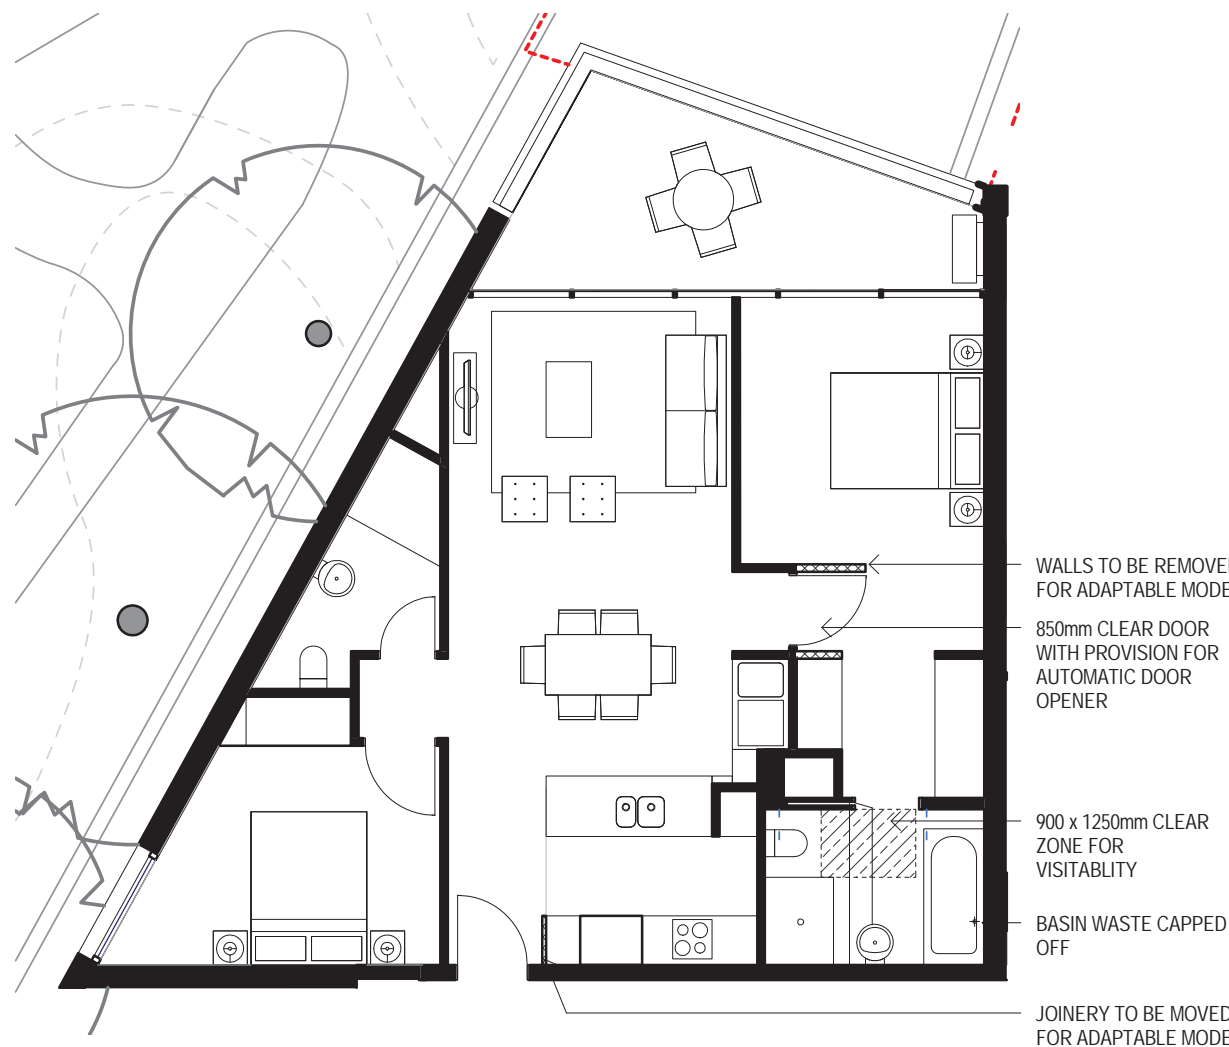 WALLS TO BE REMOVED
FOR ADAPTABLE MODE
850mm CLEAR DOOR
WITH PROVISION FOR
AUTOMATIC DOOR
OPENER
900 x 1250mm CLEAR
ZONE FOR
VISITABLITY
BASIN WASTE CAPPED
OFF
JOINERY TO BE MOVED
FOR ADAPTABLE MODE